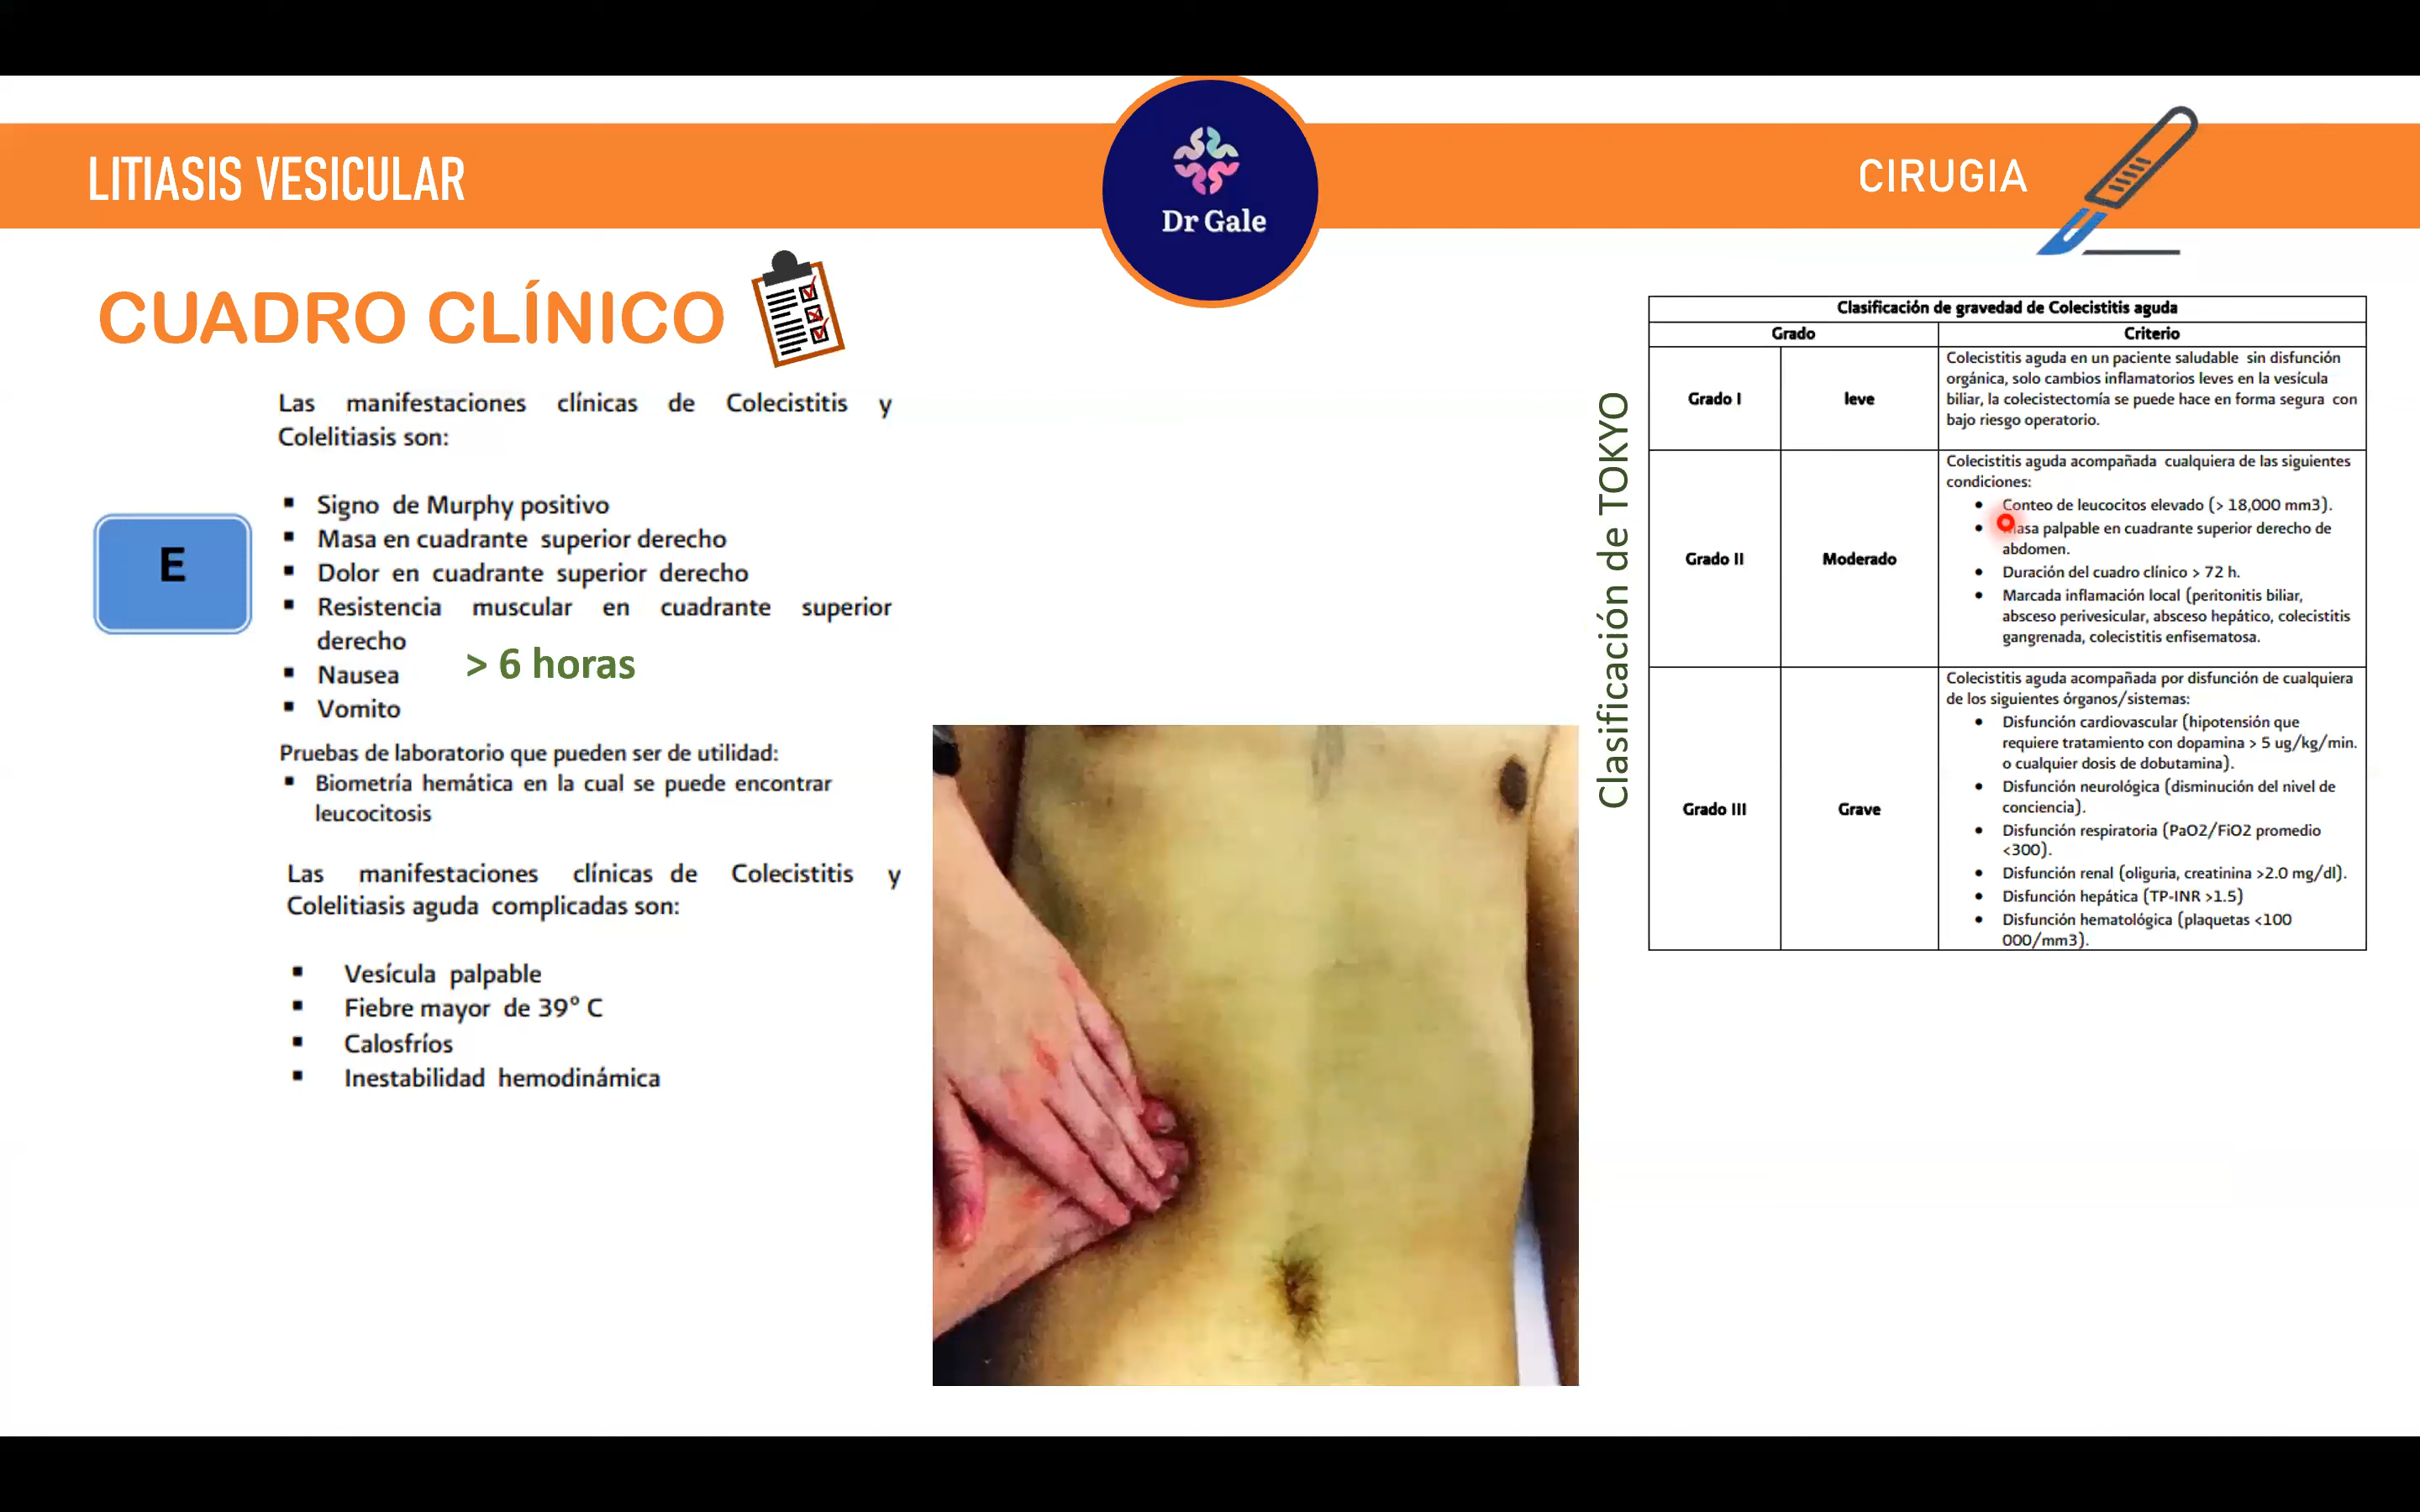 LITIASIS VESICULAR
Dr Gale
CIRUGIA
CUADRO CLÍNICO
Las manifestaciones clínicas de Colecistitis y
Colelitiasis son:
E
▪ Signo de Murphy positivo
▪ Masa en cuadrante superior derecho
▪ Dolor en cuadrante superior derecho
▪ Resistencia muscular en cuadrante superior
derecho
▪ Nausea
▪ Vomito
> 6 horas
Pruebas de laboratorio que pueden ser de utilidad:
▪ Biometría hemática en la cual se puede encontrar
leucocitosis
Las manifestaciones clínicas de Colecistitis y
Colelitiasis aguda complicadas son:
▪ Vesícula palpable
▪ Fiebre mayor de 39° C
▪ Calosfríos
▪ Inestabilidad hemodinámica
Clasificación de TOKYO
Clasificación de gravedad de Colecistitis aguda
Grado Criterio
Grado I leve
Colecistitis aguda en un paciente saludable sin disfunción
orgánica, solo cambios inflamatorios leves en la vesícula
biliar, la colecistectomía se puede hace en forma segura con
bajo riesgo operatorio.
Grado II Moderado
Colecistitis aguda acompañada cualquiera de las siguientes
condiciones:
• Conteo de leucocitos elevado (> 18,000 mm3).
• Masa palpable en cuadrante superior derecho de
abdomen.
• Duración del cuadro clínico > 72 h.
• Marcada inflamación local (peritonitis biliar,
absceso perivesicular, absceso hepático, colecistitis
gangrenada, colecistitis enfisematosa.
Grado III Grave
Colecistitis aguda acompañada por disfunción de cualquiera
de los siguientes órganos/sistemas:
• Disfunción cardiovascular (hipotensión que
requiere tratamiento con dopamina > 5 ug/kg/min.
o cualquier dosis de dobutamina).
• Disfunción neurológica (disminución del nivel de
conciencia).
• Disfunción respiratoria (PaO2/FiO2 promedio
<300).
• Disfunción renal (oliguria, creatinina >2.0 mg/dl).
• Disfunción hepática (TP-INR >1.5)
• Disfunción hematológica (plaquetas <100
000/mm3).